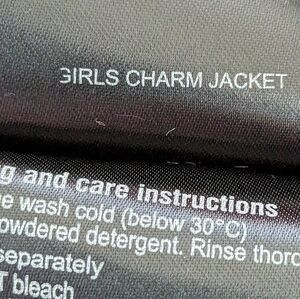 GIRLS CHARM JACKET
g and care instructions
e wash cold (below 30°C)
owdered detergent. Rinse thoro
separately
T bleach